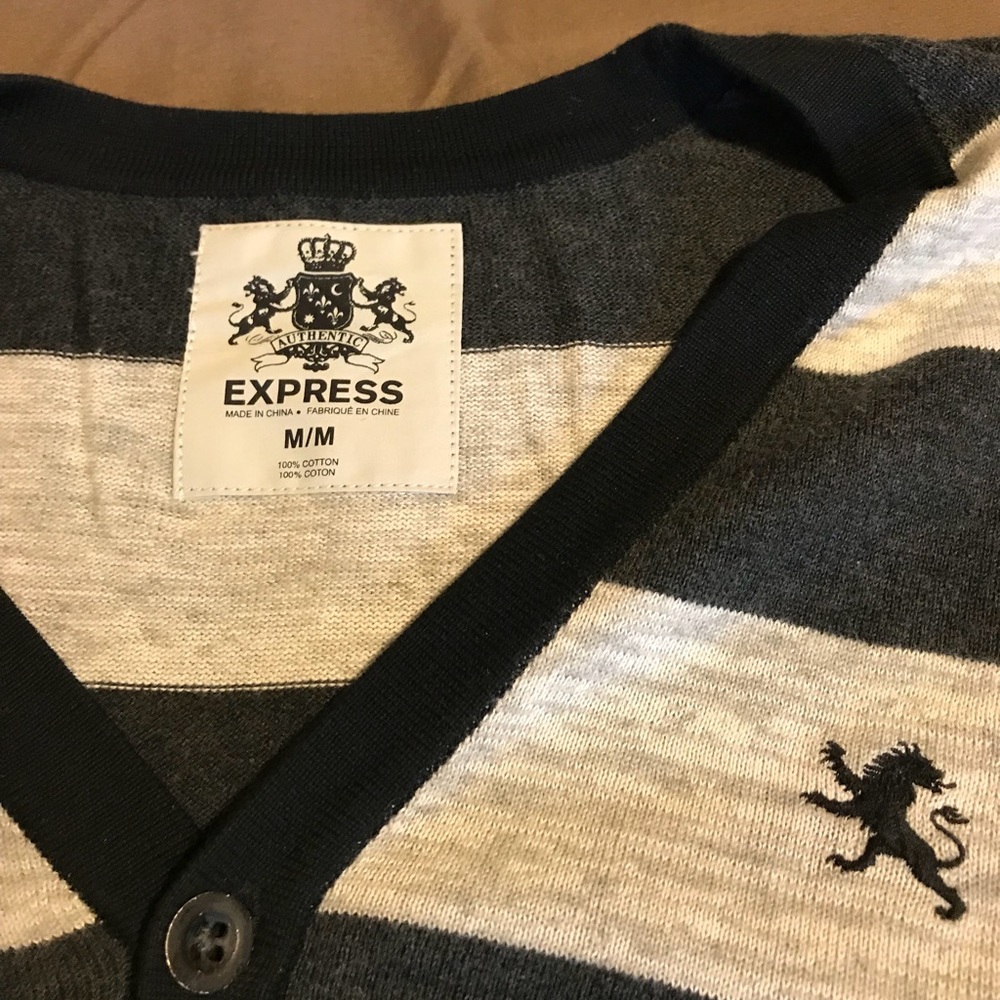 AUTHENTIC
EXPRESS
MADE IN CHINA • FABRIQUÉ EN CHINE
M/M
100% COTTON
100% COTON